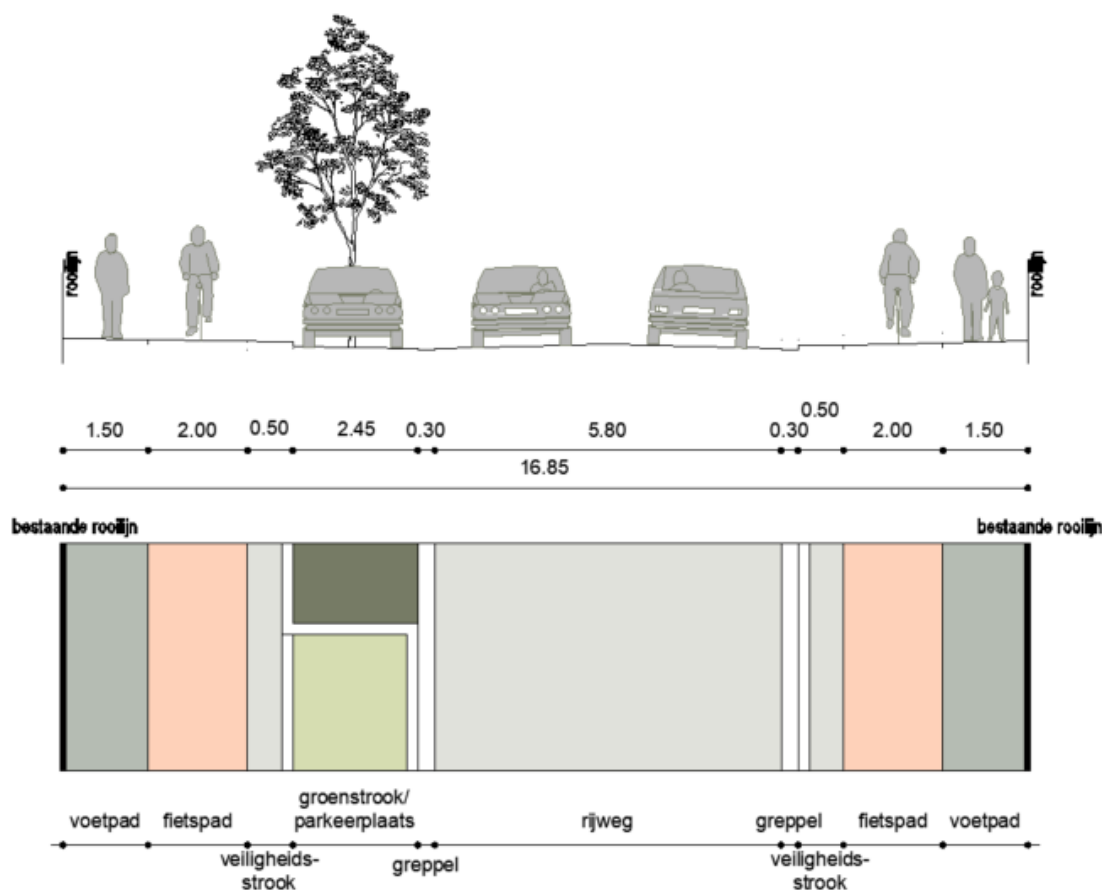 rooilijn
rooilijn
0.50
1.50 2.00 0.50 2.45 0.30 5.80 0.30 2.00 1.50
16.85
bestaande rooilijn bestaande rooilijn
voetpad fietspad groenstrook/ parkeerplaats rijweg greppel fietspad voetpad
veiligheids- strook greppel veiligheids- strook